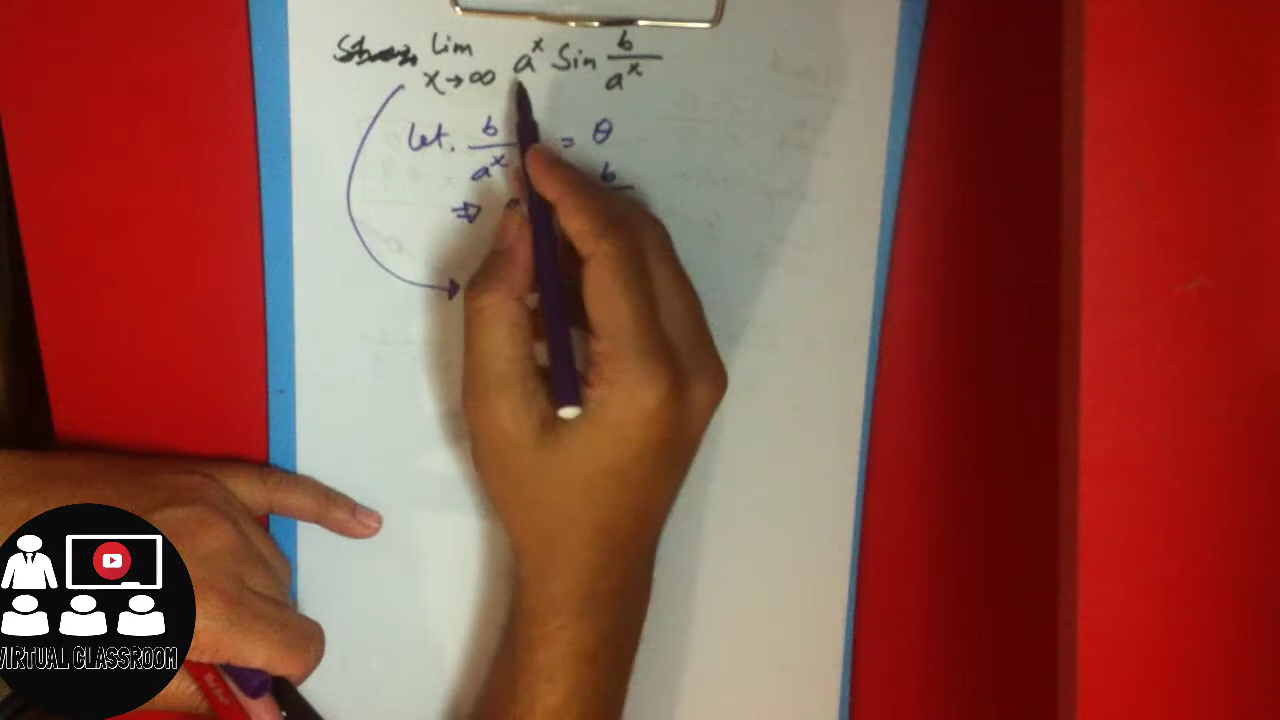 Lim a^x Sin b/a^x
x→∞
Let. b/a^x = θ
⇒ b
VIRTUAL CLASSROOM